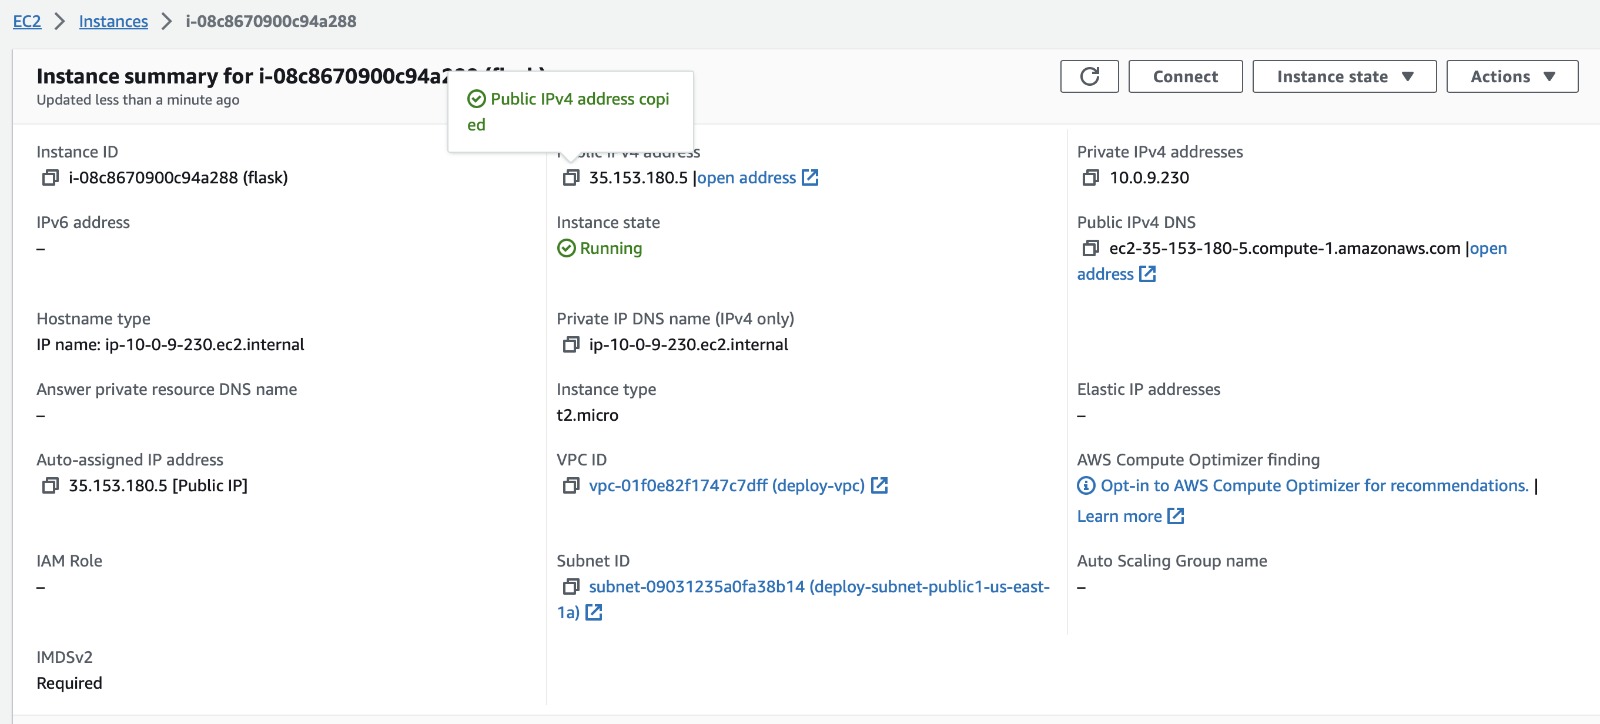 EC2 > Instances > i-08c8670900c94a288
Instance summary for i-08c8670900c94a288 (flask)
Updated less than a minute ago
Connect
Instance state
Actions
Public IPv4 address copi
ed
Instance ID
i-08c8670900c94a288 (flask)
Public IPv4 address
35.153.180.5 |open address
Private IPv4 addresses
10.0.9.230
IPv6 address
–
Instance state
Running
Public IPv4 DNS
ec2-35-153-180-5.compute-1.amazonaws.com |open
address
Hostname type
IP name: ip-10-0-9-230.ec2.internal
Private IP DNS name (IPv4 only)
ip-10-0-9-230.ec2.internal
Answer private resource DNS name
–
Instance type
t2.micro
Elastic IP addresses
–
Auto-assigned IP address
35.153.180.5 [Public IP]
VPC ID
vpc-01f0e82f1747c7dff (deploy-vpc)
AWS Compute Optimizer finding
Opt-in to AWS Compute Optimizer for recommendations. |
Learn more
IAM Role
–
Subnet ID
subnet-09031235a0fa38b14 (deploy-subnet-public1-us-east-
1a)
Auto Scaling Group name
–
IMDSv2
Required